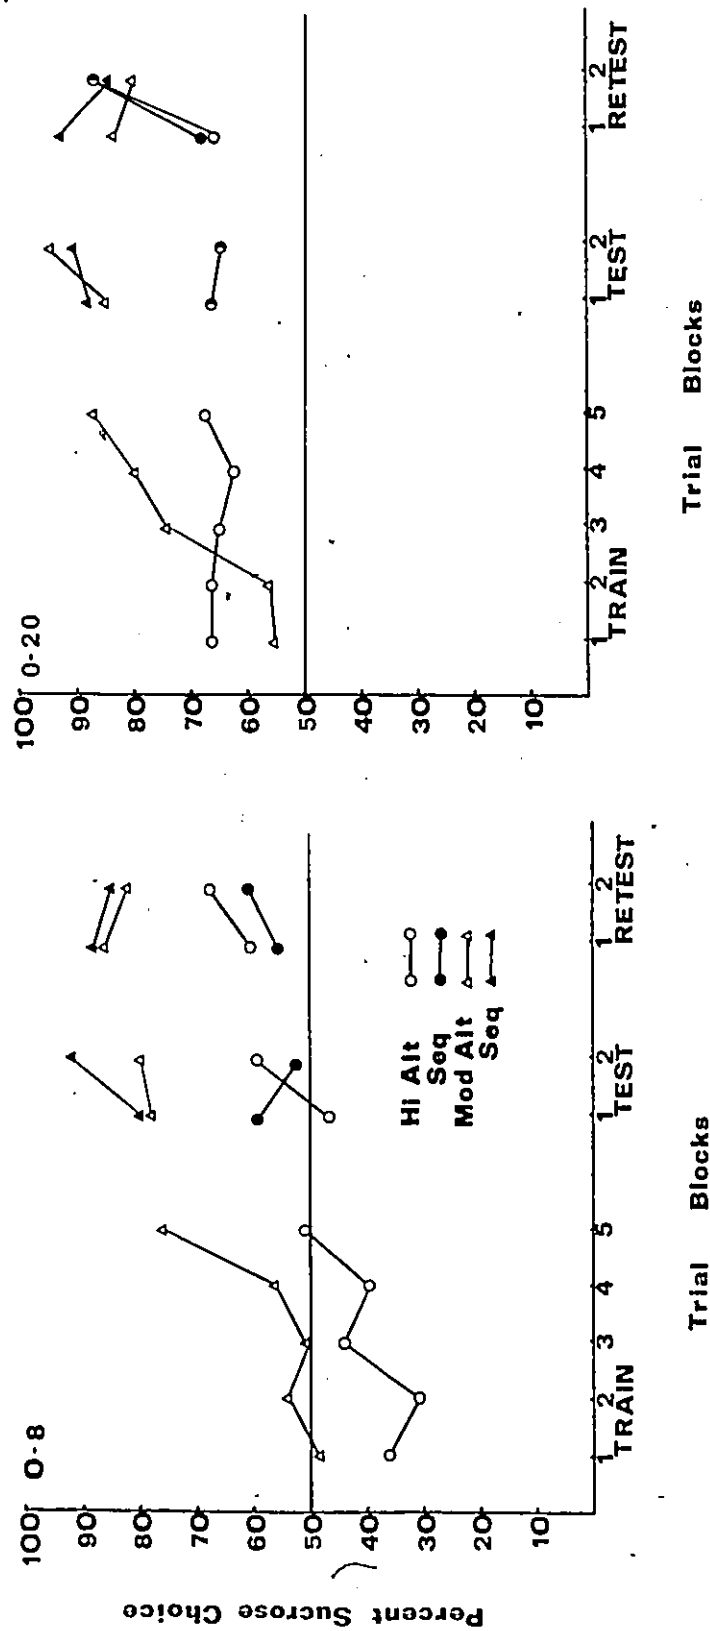 Percent Sucrose Choice
0-8
100
90
80
70
60
50
40
30
20
10
1 2 3 4 5
TRAIN
1 2
TEST
1 2
RETEST
Trial Blocks
Hi Alt
Seq
Mod Alt
Seq
0-20
100
90
80
70
60
50
40
30
20
10
1 2 3 4 5
TRAIN
1 2
TEST
1 2
RETEST
Trial Blocks